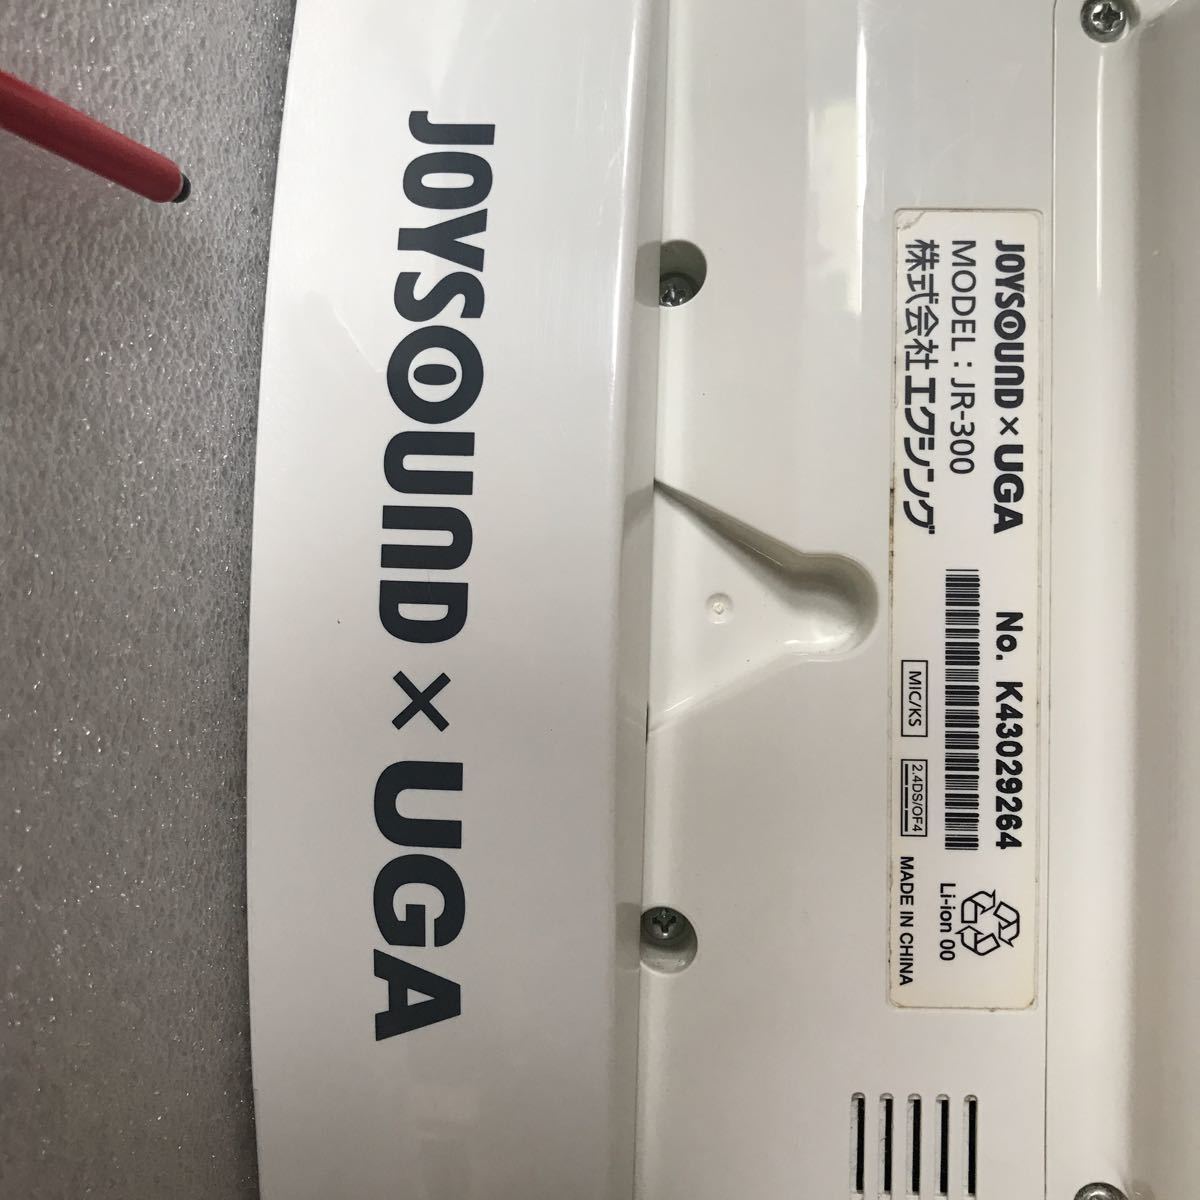 JOYSOUND×UGA
JOYSOUND×UGA
MODEL : JR-300
株式会社エクシング
No. K43029264
MIC/KS
2.4DS/OF4
Li-ion 00
MADE IN CHINA